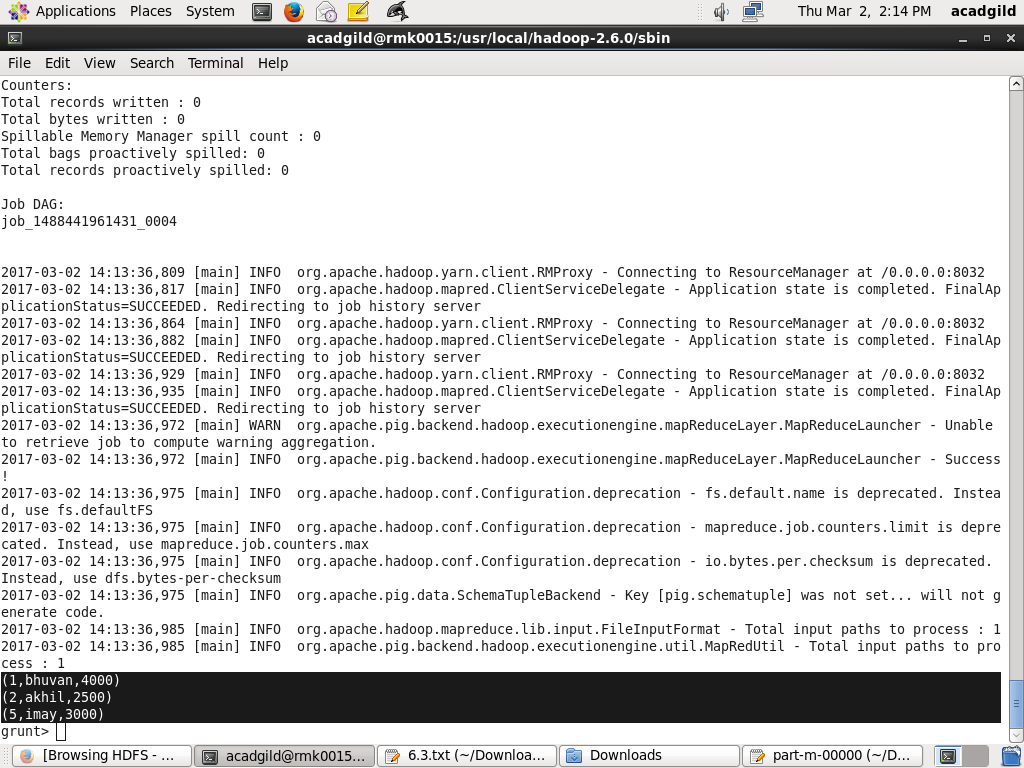 Applications Places System Thu Mar 2, 2:14 PM acadgild
acadgild@rmk0015:/usr/local/hadoop-2.6.0/sbin
File Edit View Search Terminal Help
Counters:
Total records written : 0
Total bytes written : 0
Spillable Memory Manager spill count : 0
Total bags proactively spilled: 0
Total records proactively spilled: 0
Job DAG:
job_1488441961431_0004
2017-03-02 14:13:36,809 [main] INFO  org.apache.hadoop.yarn.client.RMProxy - Connecting to ResourceManager at /0.0.0.0:8032
2017-03-02 14:13:36,817 [main] INFO  org.apache.hadoop.mapred.ClientServiceDelegate - Application state is completed. FinalAp
plicationStatus=SUCCEEDED. Redirecting to job history server
2017-03-02 14:13:36,864 [main] INFO  org.apache.hadoop.yarn.client.RMProxy - Connecting to ResourceManager at /0.0.0.0:8032
2017-03-02 14:13:36,882 [main] INFO  org.apache.hadoop.mapred.ClientServiceDelegate - Application state is completed. FinalAp
plicationStatus=SUCCEEDED. Redirecting to job history server
2017-03-02 14:13:36,929 [main] INFO  org.apache.hadoop.yarn.client.RMProxy - Connecting to ResourceManager at /0.0.0.0:8032
2017-03-02 14:13:36,935 [main] INFO  org.apache.hadoop.mapred.ClientServiceDelegate - Application state is completed. FinalAp
plicationStatus=SUCCEEDED. Redirecting to job history server
2017-03-02 14:13:36,972 [main] WARN  org.apache.pig.backend.hadoop.executionengine.mapReduceLayer.MapReduceLauncher - Unable
to retrieve job to compute warning aggregation.
2017-03-02 14:13:36,972 [main] INFO  org.apache.pig.backend.hadoop.executionengine.mapReduceLayer.MapReduceLauncher - Success
!
2017-03-02 14:13:36,975 [main] INFO  org.apache.hadoop.conf.Configuration.deprecation - fs.default.name is deprecated. Instea
d, use fs.defaultFS
2017-03-02 14:13:36,975 [main] INFO  org.apache.hadoop.conf.Configuration.deprecation - mapreduce.job.counters.limit is depre
cated. Instead, use mapreduce.job.counters.max
2017-03-02 14:13:36,975 [main] INFO  org.apache.hadoop.conf.Configuration.deprecation - io.bytes.per.checksum is deprecated.
Instead, use dfs.bytes-per-checksum
2017-03-02 14:13:36,975 [main] INFO  org.apache.pig.data.SchemaTupleBackend - Key [pig.schematuple] was not set... will not g
enerate code.
2017-03-02 14:13:36,985 [main] INFO  org.apache.hadoop.mapreduce.lib.input.FileInputFormat - Total input paths to process : 1
2017-03-02 14:13:36,985 [main] INFO  org.apache.pig.backend.hadoop.executionengine.util.MapRedUtil - Total input paths to pro
cess : 1
(1,bhuvan,4000)
(2,akhil,2500)
(5,imay,3000)
grunt>
[Browsing HDFS - ... acadgild@rmk0015... 6.3.txt (~/Downloa... Downloads part-m-00000 (~/D...